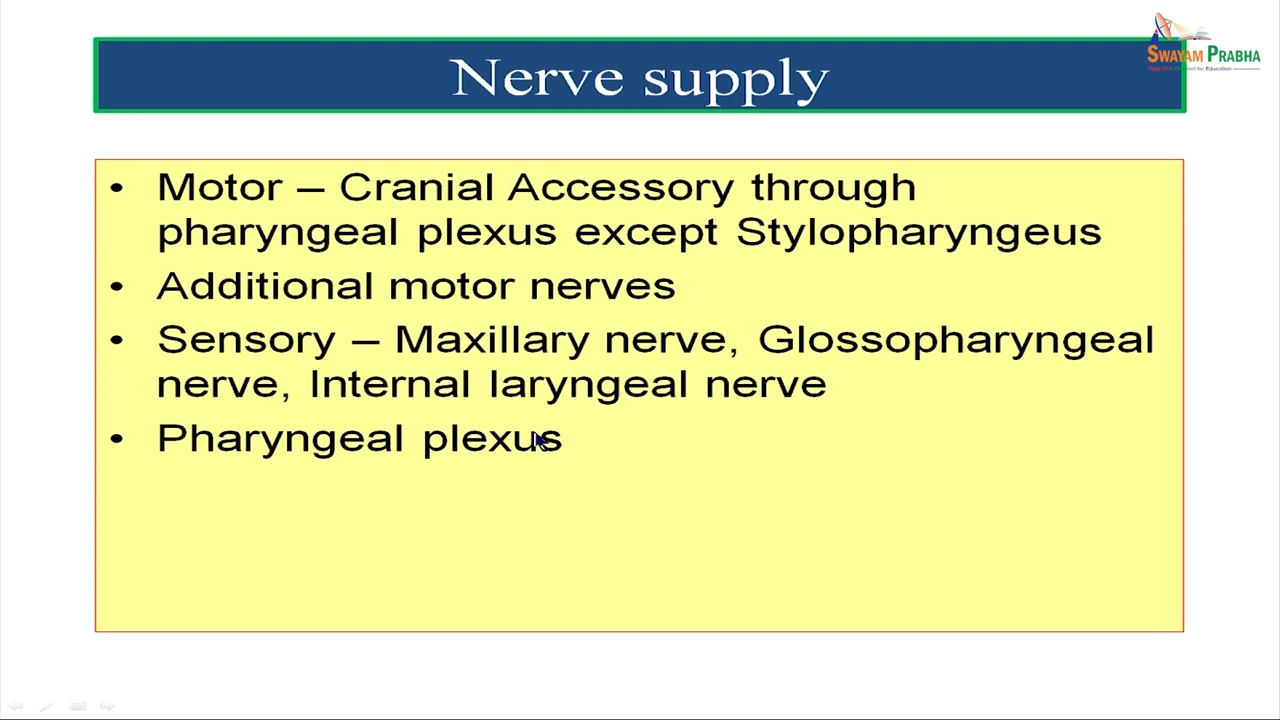 SWAYAM PRABHA
Nerve supply
• Motor – Cranial Accessory through
pharyngeal plexus except Stylopharyngeus
• Additional motor nerves
• Sensory – Maxillary nerve, Glossopharyngeal
nerve, Internal laryngeal nerve
• Pharyngeal plexus